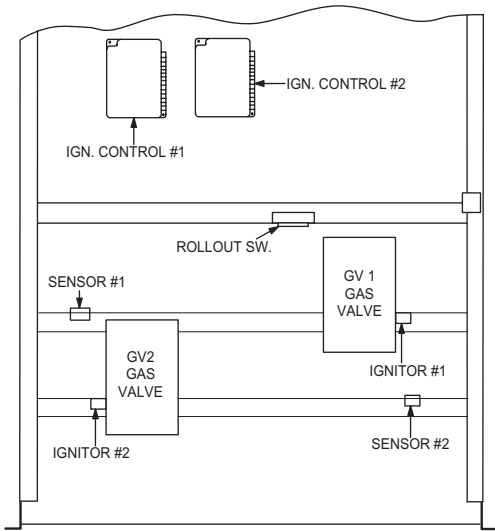 IGN. CONTROL #2
IGN. CONTROL #1
ROLLOUT SW.
SENSOR #1
GV 1
GAS
VALVE
GV2
GAS
VALVE
IGNITOR #1
IGNITOR #2
SENSOR #2